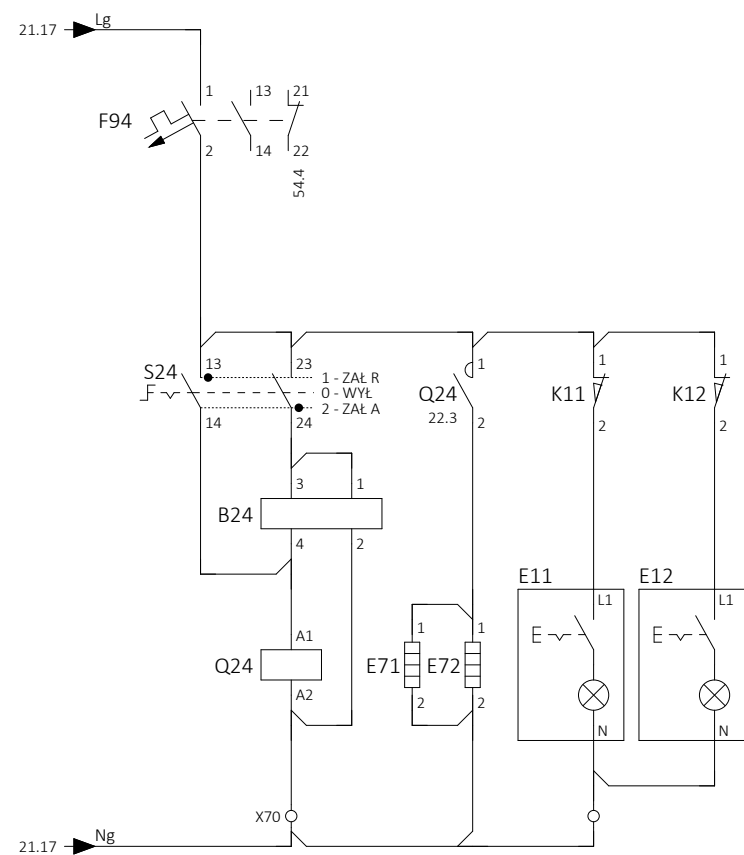 21.17 Lg
1 13 21
F94
2 14 22
54.4
S24 13 23 1 1 1
1 - ZAŁ R
0 - WYŁ
2 - ZAŁ A
Q24 K11 K12
22.3
14 24 2 2 2
3 1
B24
4 2
E11 E12
L1 L1
A1 1 1
E E
Q24 E71 E72
A2 2 2
N N
X70
21.17 Ng